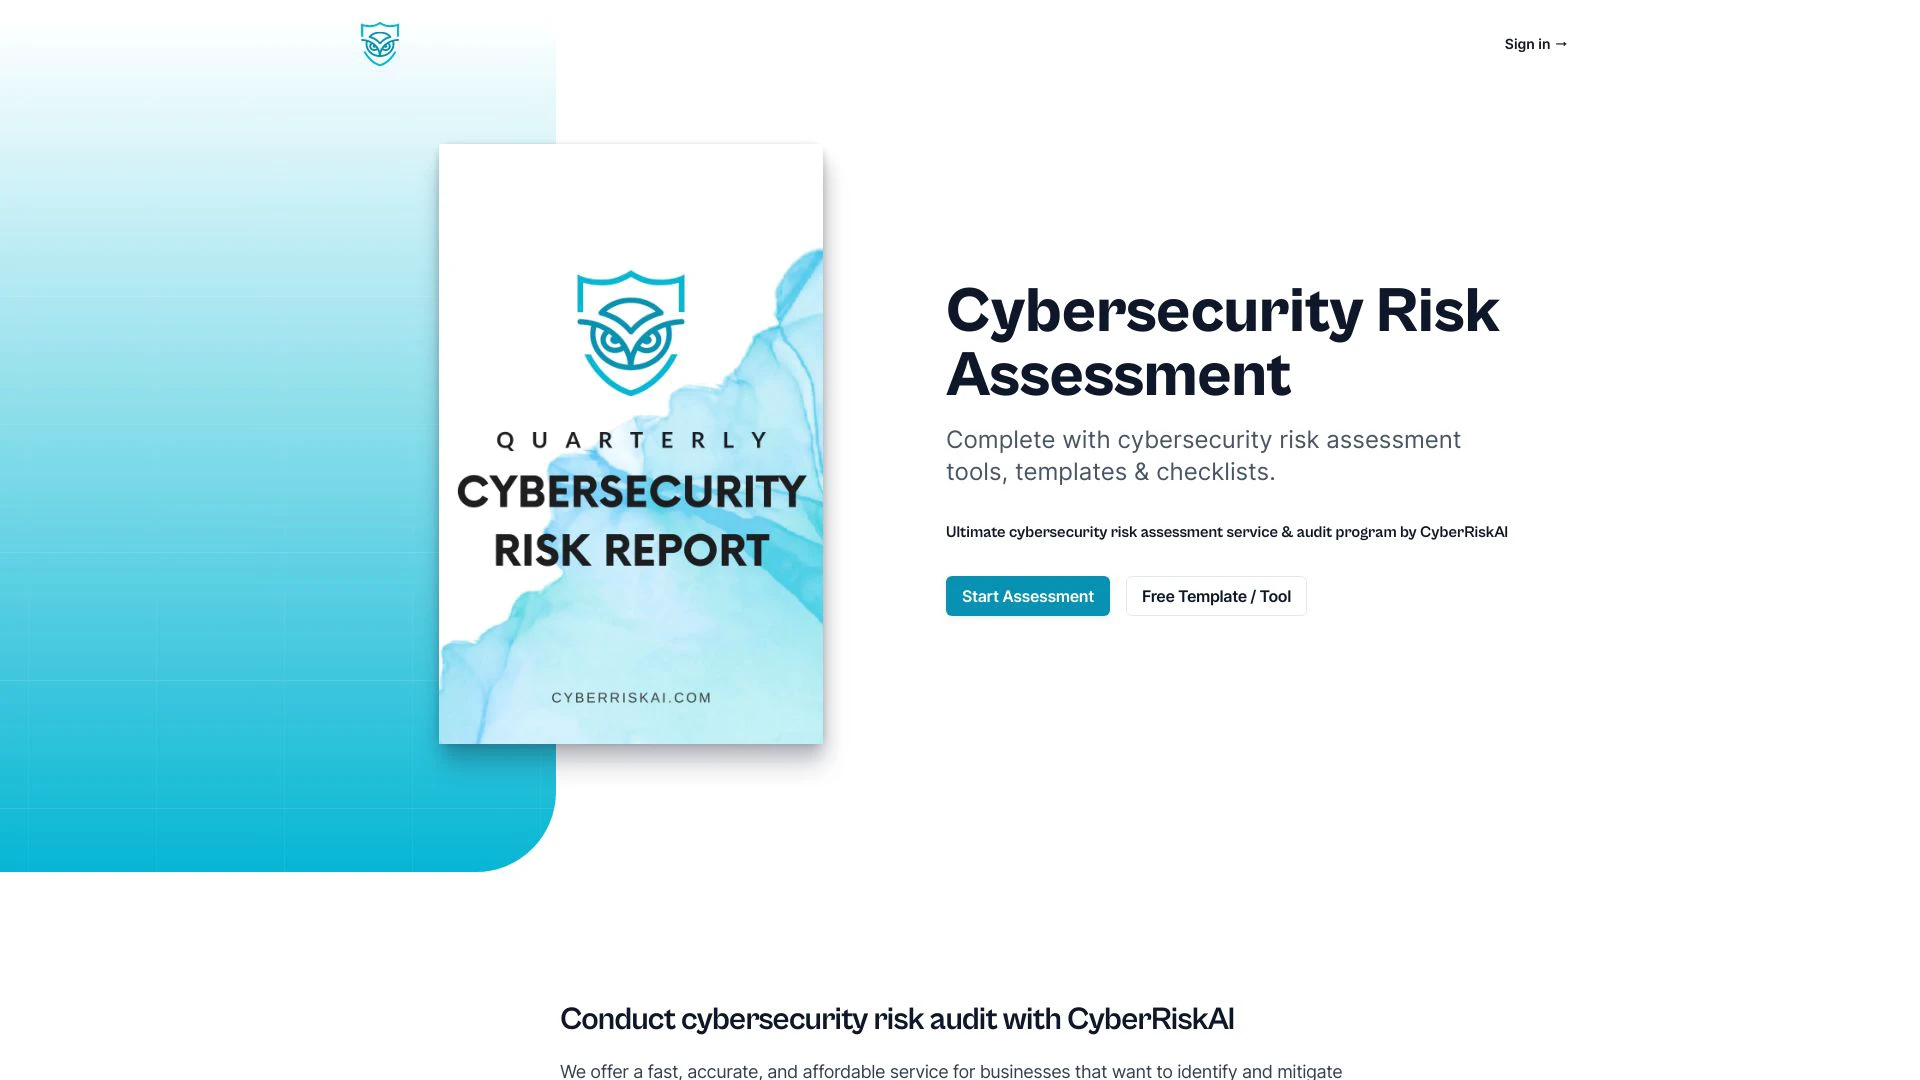 Sign in →
QUARTERLY
CYBERSECURITY
RISK REPORT
CYBERRISKAI.COM
Cybersecurity Risk
Assessment
Complete with cybersecurity risk assessment
tools, templates & checklists.
Ultimate cybersecurity risk assessment service & audit program by CyberRiskAI
Start Assessment
Free Template / Tool
Conduct cybersecurity risk audit with CyberRiskAI
We offer a fast, accurate, and affordable service for businesses that want to identify and mitigate